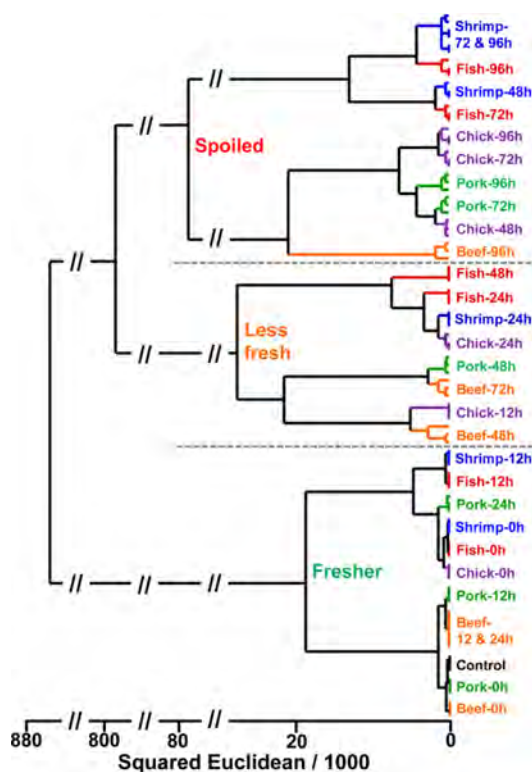 Shrimp-
72 & 96h
Fish-96h
Shrimp-48h
Fish-72h
Spoiled
Chick-96h
Chick-72h
Pork-96h
Pork-72h
Chick-48h
Beef-96h
Fish-48h
Fish-24h
Less
fresh
Shrimp-24h
Chick-24h
Pork-48h
Beef-72h
Chick-12h
Beef-48h
Shrimp-12h
Fish-12h
Pork-24h
Shrimp-0h
Fish-0h
Fresher
Chick-0h
Pork-12h
Beef-
12 & 24h
Control
Pork-0h
Beef-0h
880 800 80 20 0
Squared Euclidean / 1000